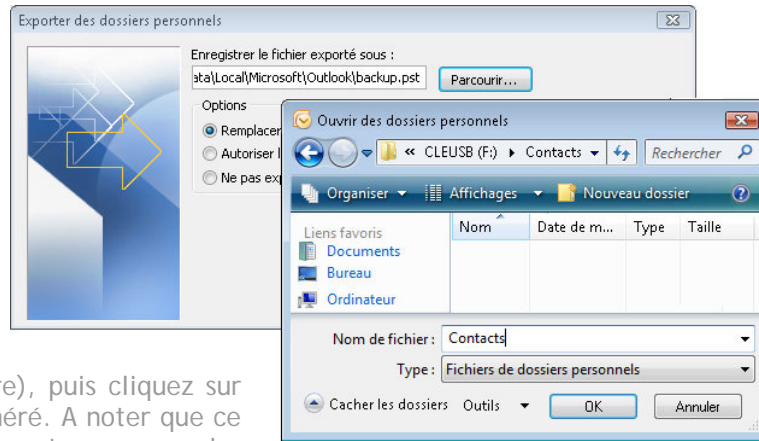 Exporter des dossiers personnels
Enregistrer le fichier exporté sous :
ata\Local\Microsoft\Outlook\backup.pst Parcourir...
Options
Remplacer
Autoriser
Ne pas
Ouvrir des dossiers personnels
« CLEUSB (F:) Contacts Rechercher
Organiser Affichages Nouveau dossier
Liens favoris
Documents
Bureau
Ordinateur
Nom Date de m... Type Taille
Nom de fichier : Contacts
Type : Fichiers de dossiers personnels
Cacher les dossiers Outils OK Annuler
re), puis cliquez sur
éré. A noter que ce